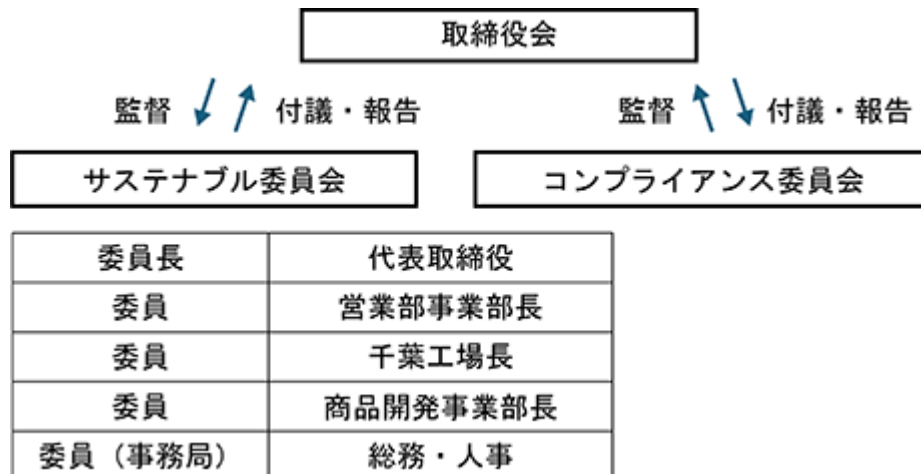 取締役会
監督 付議・報告 監督 付議・報告
サステナブル委員会 コンプライアンス委員会
委員長 代表取締役
委員 営業部事業部長
委員 千葉工場長
委員 商品開発事業部長
委員（事務局） 総務・人事